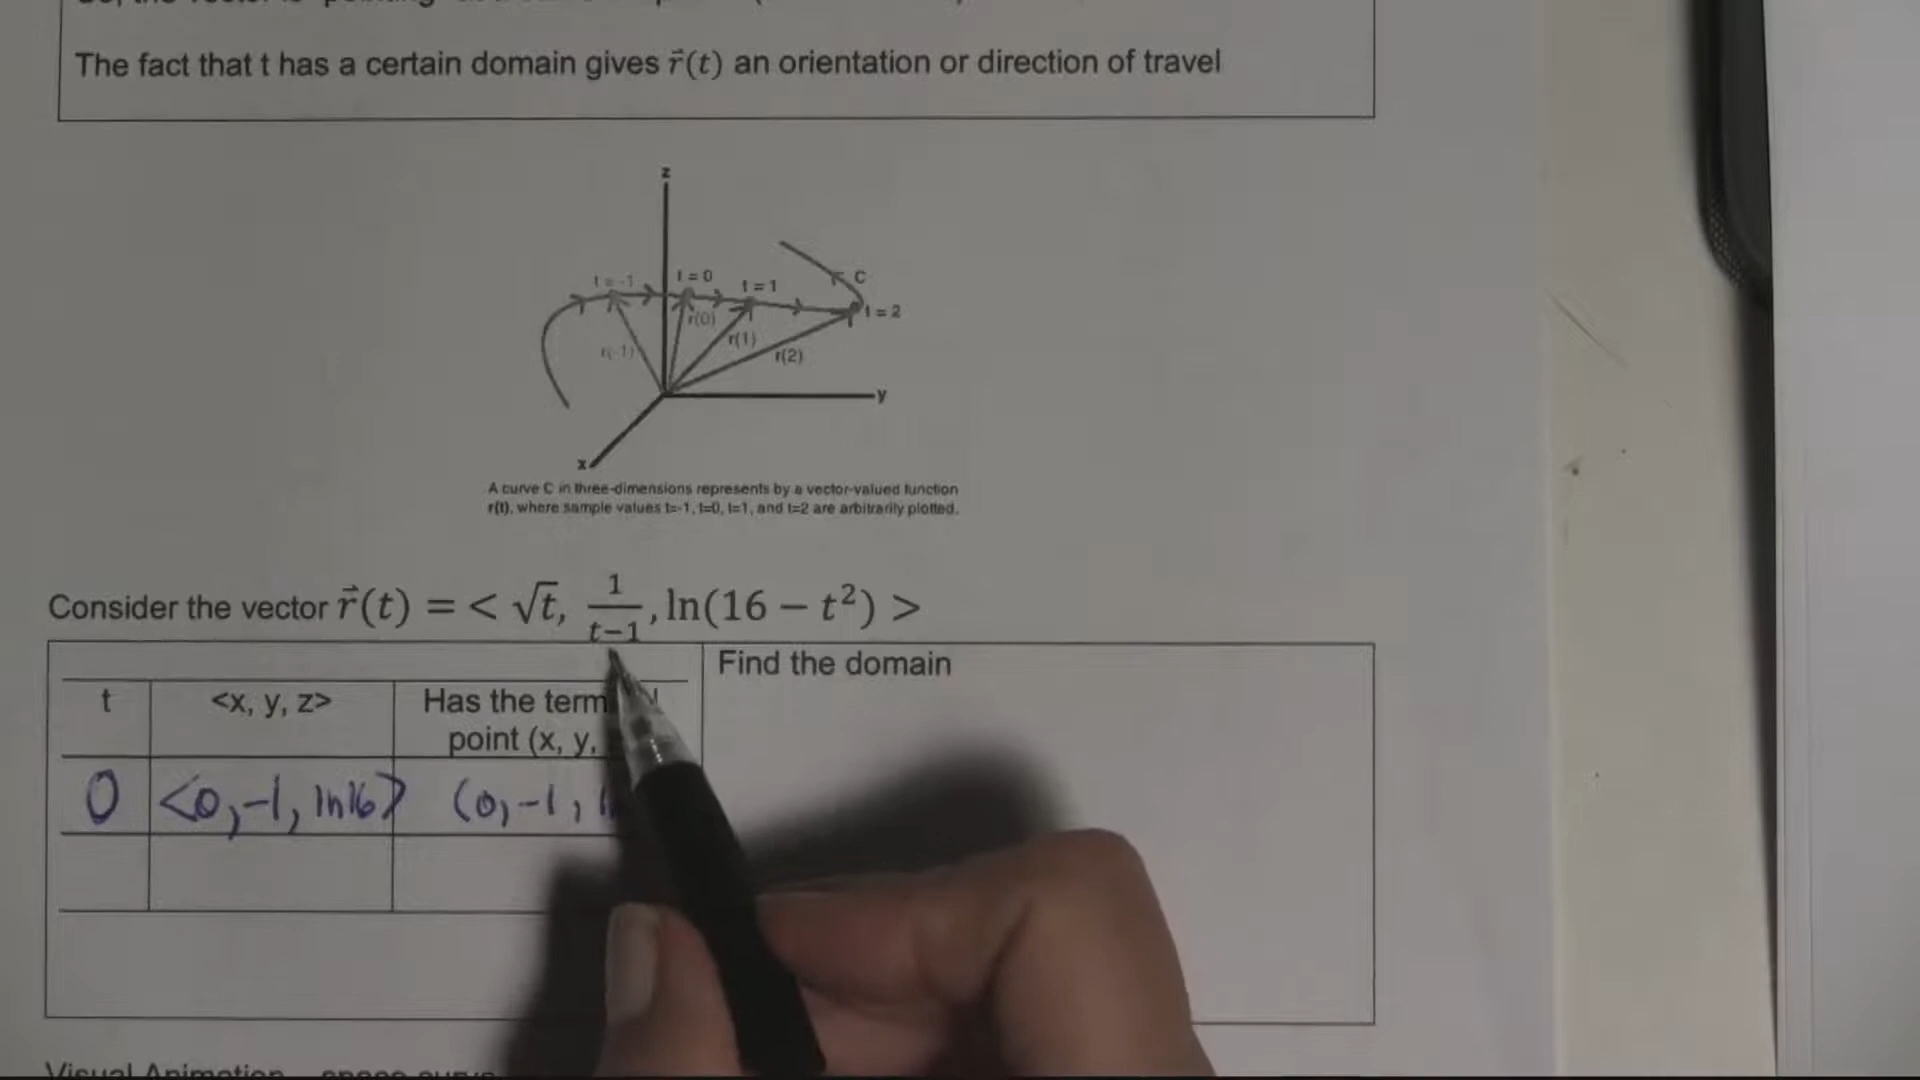 The fact that t has a certain domain gives r⃗(t) an orientation or direction of travel
z
t = -1
t = 0
t = 1
C
t = 2
r(0)
r(-1)
r(1)
r(2)
y
x
A curve C in three-dimensions represents by a vector-valued function
r(t), where sample values t=-1, t=0, t=1, and t=2 are arbitrarily plotted.
Consider the vector r⃗(t) = < √t, 1/(t−1), ln(16 − t²) >
Find the domain
t <x, y, z> Has the
point (x, y,
0 <0, -1, ln16> (0, -1,